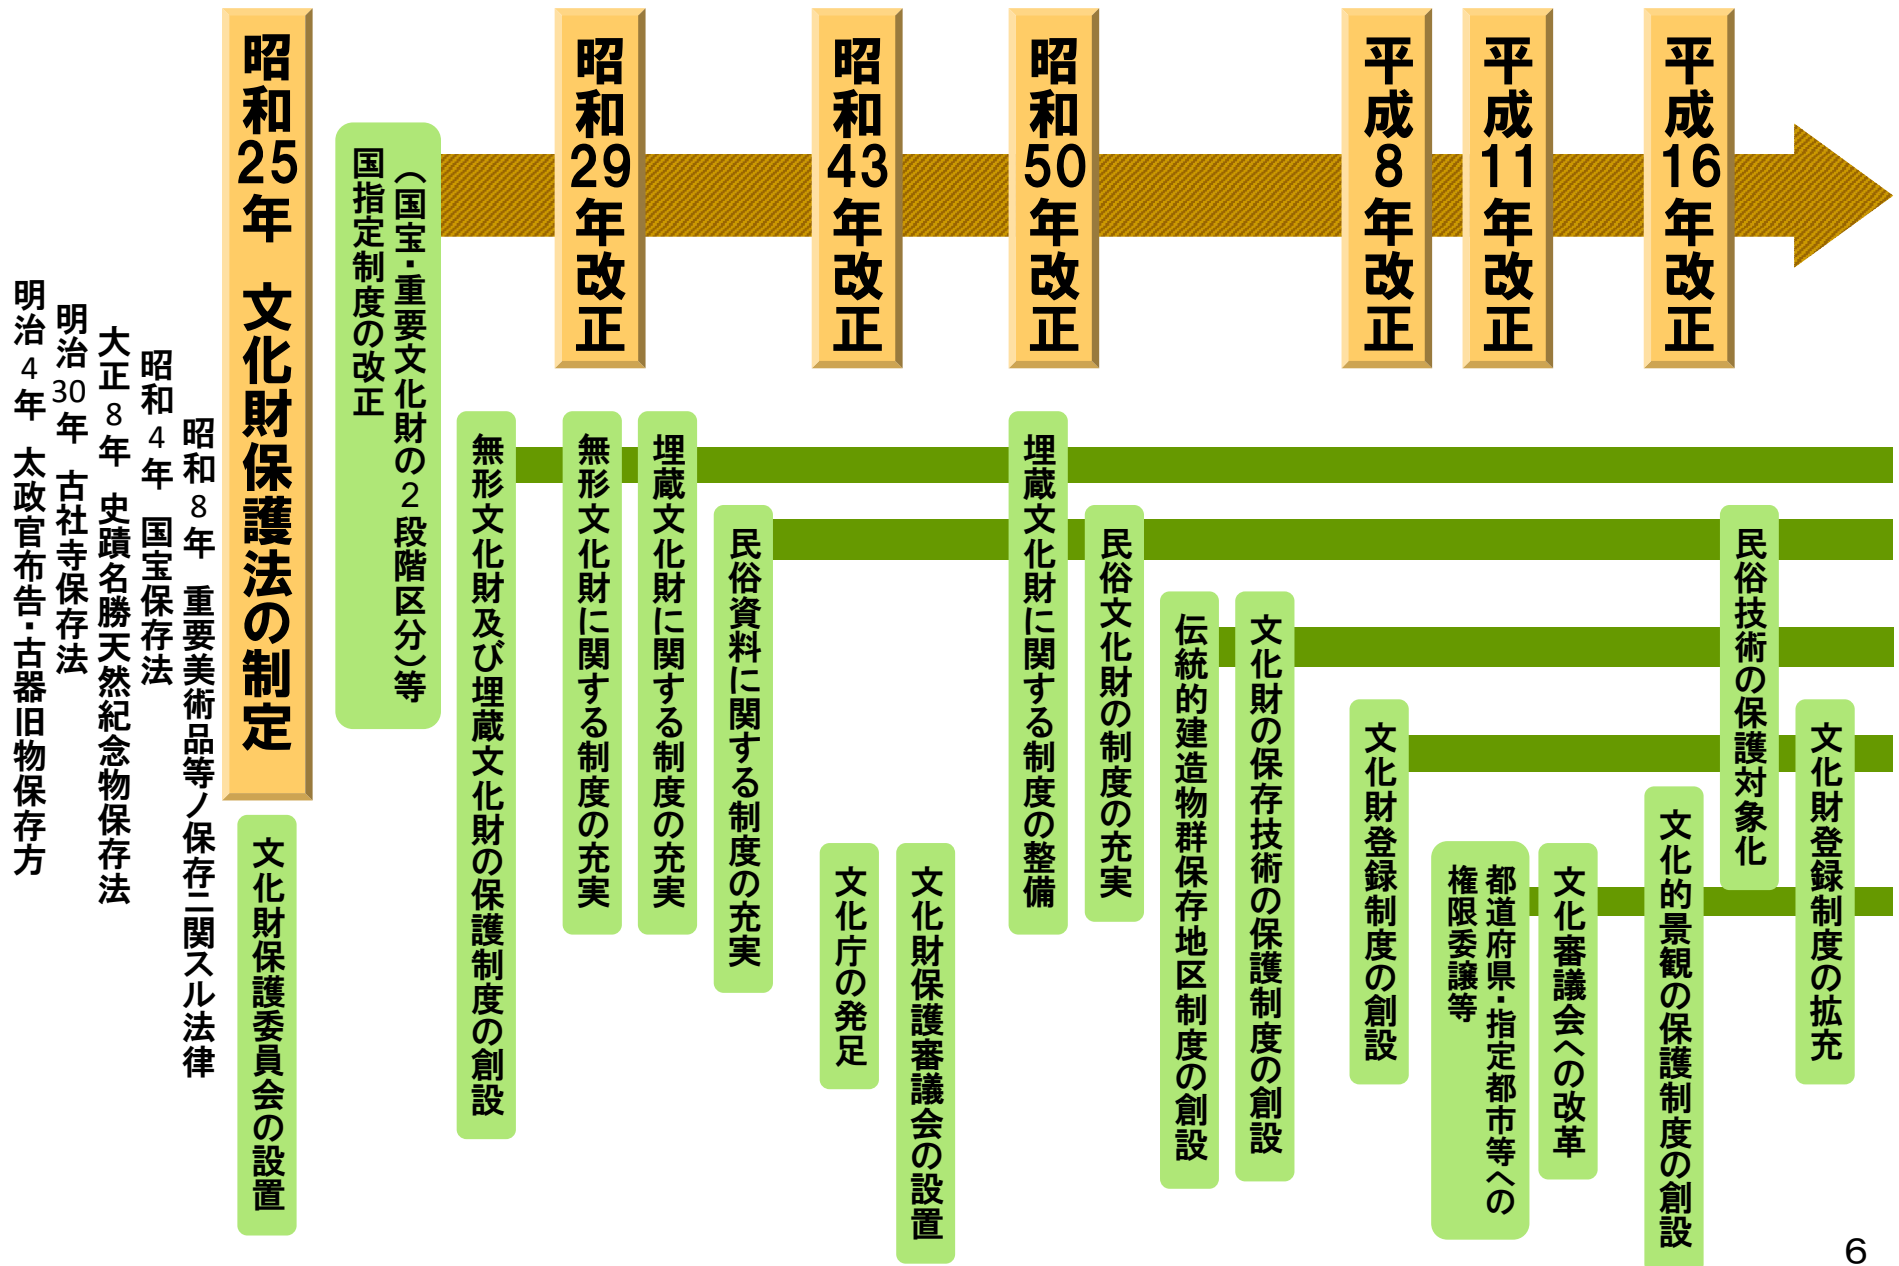 明治４年 太政官布告・古器旧物保存方
明治30年 古社寺保存法
大正８年 史蹟名勝天然紀念物保存法
昭和４年 国宝保存法
昭和８年 重要美術品等ノ保存ニ関スル法律
昭和25年 文化財保護法の制定
文化財保護委員会の設置
国指定制度の改正
（国宝・重要文化財の２段階区分）等
無形文化財及び埋蔵文化財の保護制度の創設
昭和29年改正
無形文化財に関する制度の充実
埋蔵文化財に関する制度の充実
民俗資料に関する制度の充実
昭和43年改正
文化庁の発足
文化財保護審議会の設置
昭和50年改正
埋蔵文化財に関する制度の整備
民俗文化財の制度の充実
伝統的建造物群保存地区制度の創設
文化財の保存技術の保護制度の創設
平成８年改正
文化財登録制度の創設
平成11年改正
都道府県・指定都市等への
権限委譲等
文化審議会への改革
平成16年改正
文化的景観の保護制度の創設
民俗技術の保護対象化
文化財登録制度の拡充
6